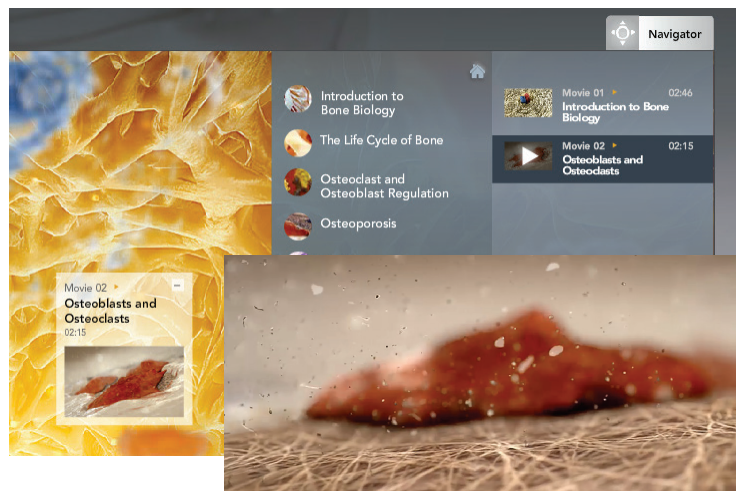 Navigator
Introduction to
Bone Biology
The Life Cycle of Bone
Osteoclast and
Osteoblast Regulation
Osteoporosis
Movie 01 02:46
Introduction to Bone
Biology
Movie 02 02:15
Osteoblasts and
Osteoclasts
Movie 02
Osteoblasts and
Osteoclasts
02:15